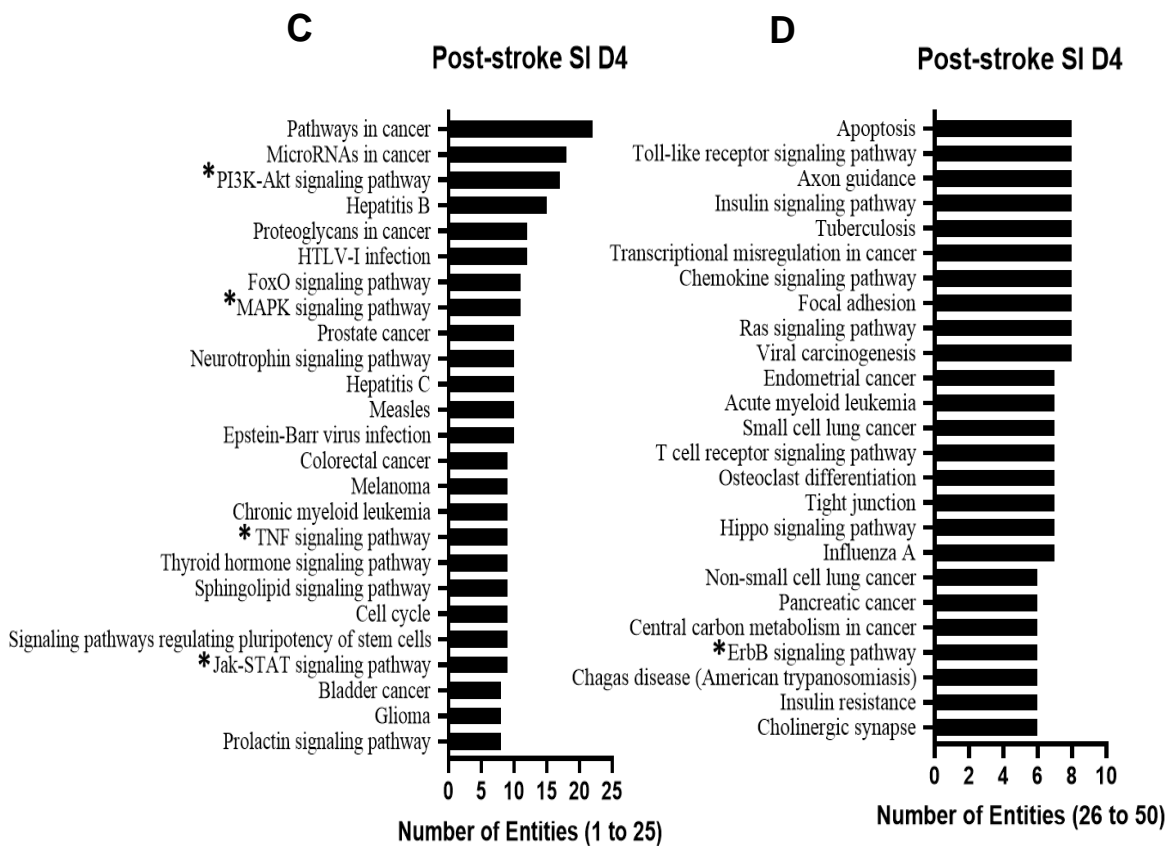 C
Post-stroke SI D4
Pathways in cancer
MicroRNAs in cancer
*PI3K-Akt signaling pathway
Hepatitis B
Proteoglycans in cancer
HTLV-I infection
FoxO signaling pathway
*MAPK signaling pathway
Prostate cancer
Neurotrophin signaling pathway
Hepatitis C
Measles
Epstein-Barr virus infection
Colorectal cancer
Melanoma
Chronic myeloid leukemia
*TNF signaling pathway
Thyroid hormone signaling pathway
Sphingolipid signaling pathway
Cell cycle
Signaling pathways regulating pluripotency of stem cells
*Jak-STAT signaling pathway
Bladder cancer
Glioma
Prolactin signaling pathway
0 5 10 15 20 25
Number of Entities (1 to 25)
D
Post-stroke SI D4
Apoptosis
Toll-like receptor signaling pathway
Axon guidance
Insulin signaling pathway
Tuberculosis
Transcriptional misregulation in cancer
Chemokine signaling pathway
Focal adhesion
Ras signaling pathway
Viral carcinogenesis
Endometrial cancer
Acute myeloid leukemia
Small cell lung cancer
T cell receptor signaling pathway
Osteoclast differentiation
Tight junction
Hippo signaling pathway
Influenza A
Non-small cell lung cancer
Pancreatic cancer
Central carbon metabolism in cancer
*ErbB signaling pathway
Chagas disease (American trypanosomiasis)
Insulin resistance
Cholinergic synapse
0 2 4 6 8 10
Number of Entities (26 to 50)